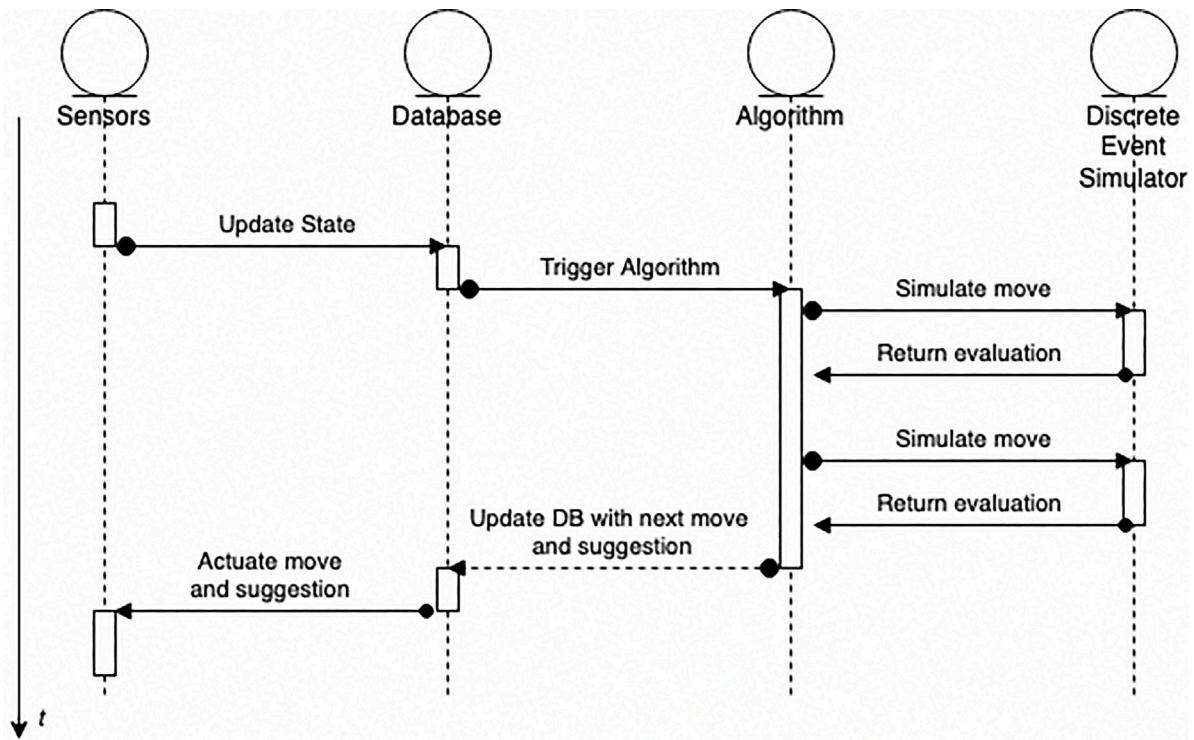 Sensors
Database
Algorithm
Discrete
Event
Simulator
Update State
Trigger Algorithm
Simulate move
Return evaluation
Simulate move
Return evaluation
Update DB with next move
and suggestion
Actuate move
and suggestion
t